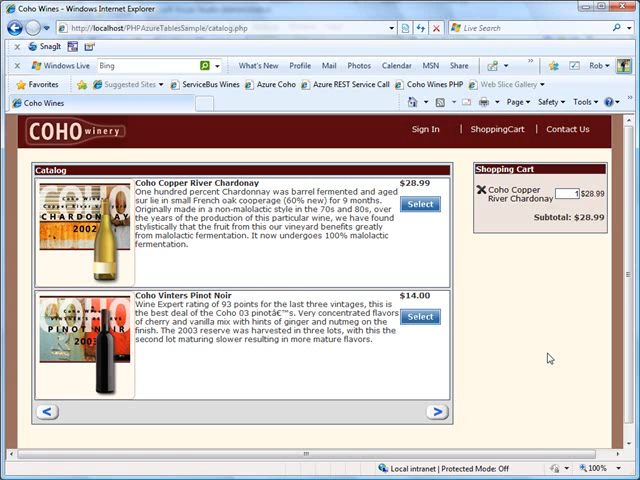 Coho Wines - Windows Internet Explorer
http://localhost/PHPAzureTablesSample/catalog.php
Live Search
SnagIt
Windows Live
Bing
What's New
Profile
Mail
Photos
Calendar
MSN
Share
Rob
Favorites
Suggested Sites
ServiceBus Wines
Azure Coho
Azure REST Service Call
Coho Wines PHP
Web Slice Gallery
Coho Wines
Page
Safety
Tools
COHO winery
Sign In | ShoppingCart | Contact Us
Catalog
Coho Copper River Chardonay
$28.99
One hundred percent Chardonnay was barrel fermented and aged
sur lie in small French oak cooperage (60% new) for 9 months.
Originally made in a non-malolactic style in the 70s and 80s, over
the years of the production of this particular wine, we have found
stylistically that the fruit from this our vineyard benefits greatly
from malolactic fermentation. It now undergoes 100% malolactic
fermentation.
Select
COHO
CHARDONAY
2002
Coho Vinters Pinot Noir
$14.00
Wine Expert rating of 93 points for the last three vintages, this is
the best deal of the Coho 03 pinotâ€™s. Very concentrated flavors
of cherry and vanilla mix with hints of ginger and nutmeg on the
finish. The 2003 reserve was harvested in three lots, with this the
second lot maturing slower resulting in more mature flavors.
Select
COHO
PINOT NOIR
2003
<
>
Shopping Cart
Coho Copper
River Chardonay
1
$28.99
Subtotal: $28.99
Local intranet | Protected Mode: Off
100%